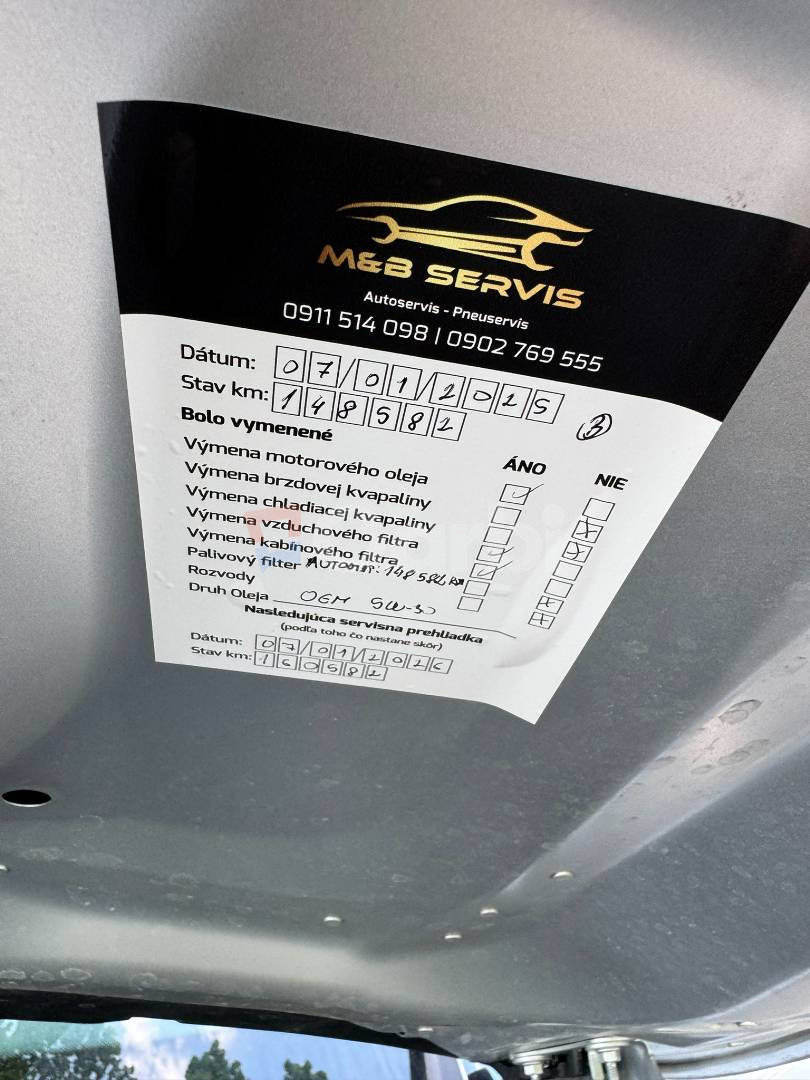 M&B SERVIS
Autoservis - Pneuservis
0911 514 098 | 0902 769 555
Dátum: 07/01/2025
Stav km: 148582
3
Bolo vymenené
ÁNO NIE
Výmena motorového oleja
Výmena brzdovej kvapaliny
Výmena chladiacej kvapaliny
Výmena vzduchového filtra
Výmena kabínového filtra
Palivový filter 148582 km
Rozvody
Druh Oleja OEM 5W-30
Nasledujúca servisna prehliadka
(podľa toho čo nastane skôr)
Dátum: 07/01/2026
Stav km: 160582